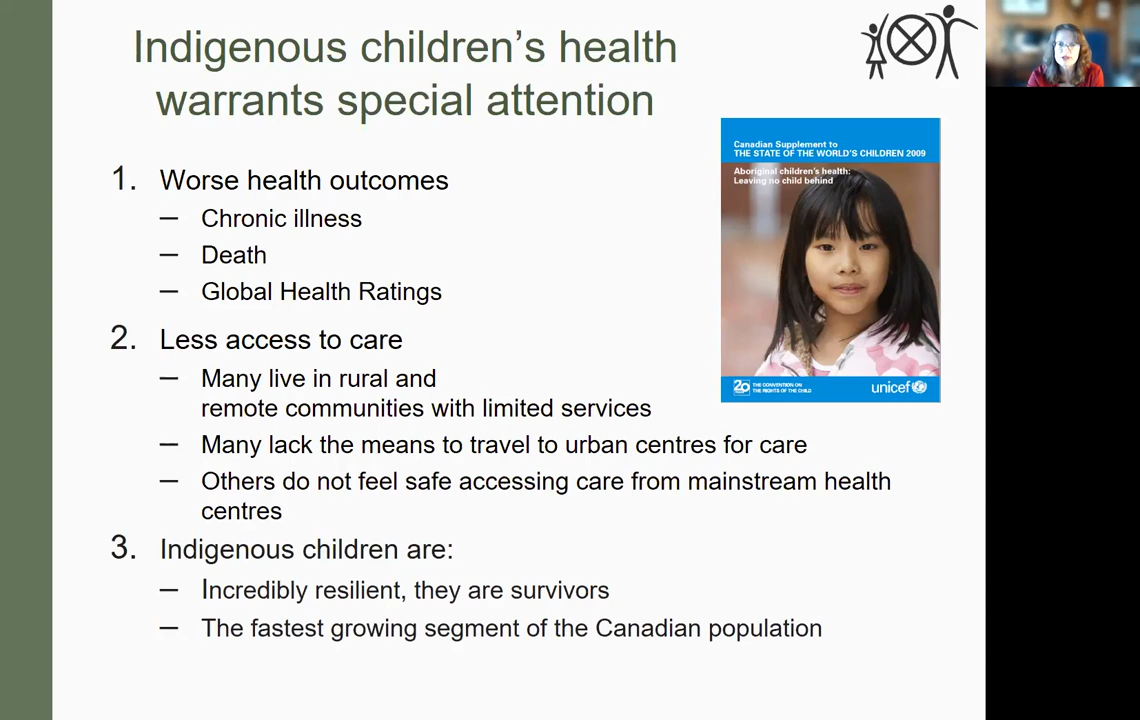 Indigenous children’s health
warrants special attention
1. Worse health outcomes
– Chronic illness
– Death
– Global Health Ratings
2. Less access to care
– Many live in rural and
remote communities with limited services
– Many lack the means to travel to urban centres for care
– Others do not feel safe accessing care from mainstream health
centres
3. Indigenous children are:
– Incredibly resilient, they are survivors
– The fastest growing segment of the Canadian population
Canadian Supplement to
THE STATE OF THE WORLD'S CHILDREN 2009
Aboriginal children's health:
Leaving no child behind
20 THE CONVENTION ON
THE RIGHTS OF THE CHILD
unicef